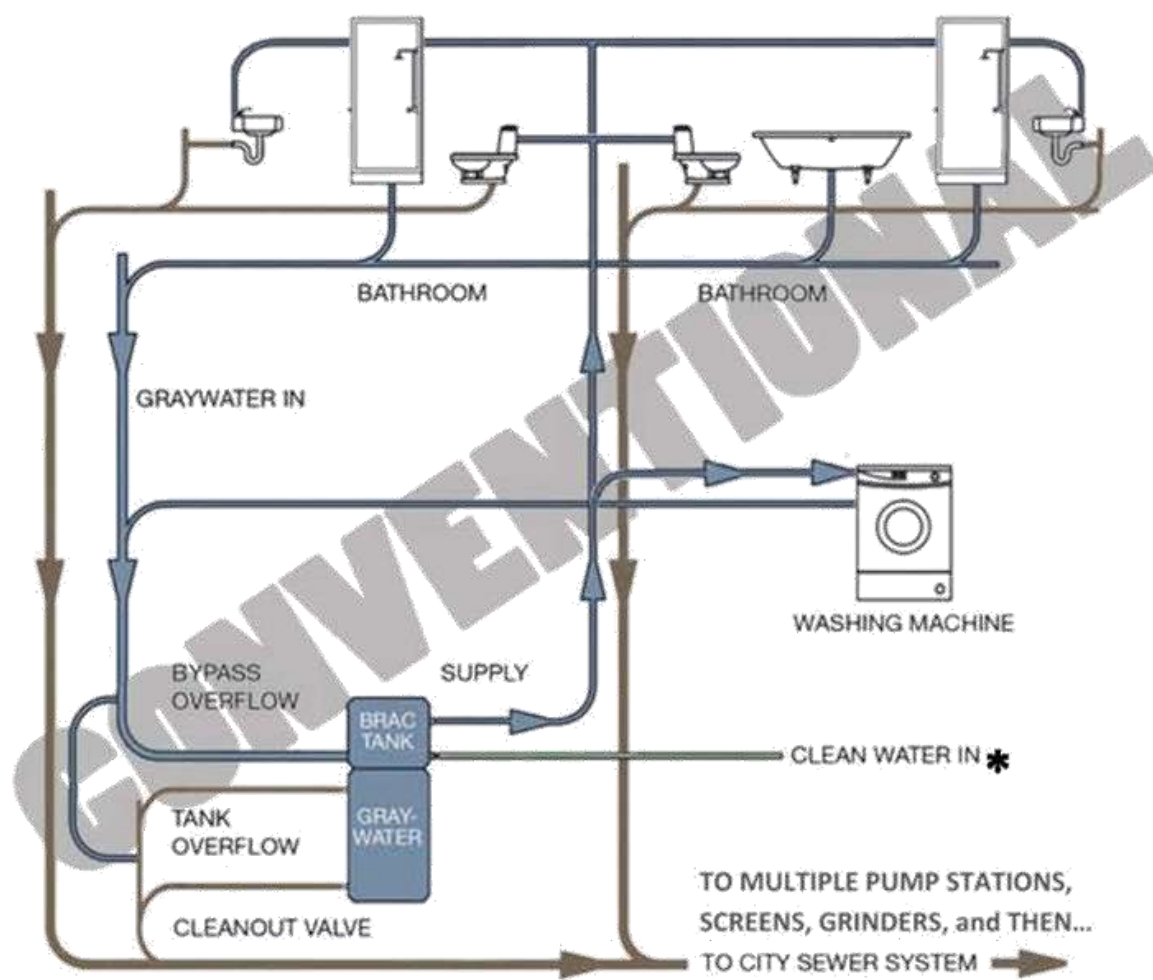 CONVENTIONAL
BATHROOM
BATHROOM
GRAYWATER IN
WASHING MACHINE
BYPASS
OVERFLOW
SUPPLY
BRAC
TANK
CLEAN WATER IN *
GRAY-
WATER
TANK
OVERFLOW
CLEANOUT VALVE
TO MULTIPLE PUMP STATIONS,
SCREENS, GRINDERS, and THEN...
TO CITY SEWER SYSTEM